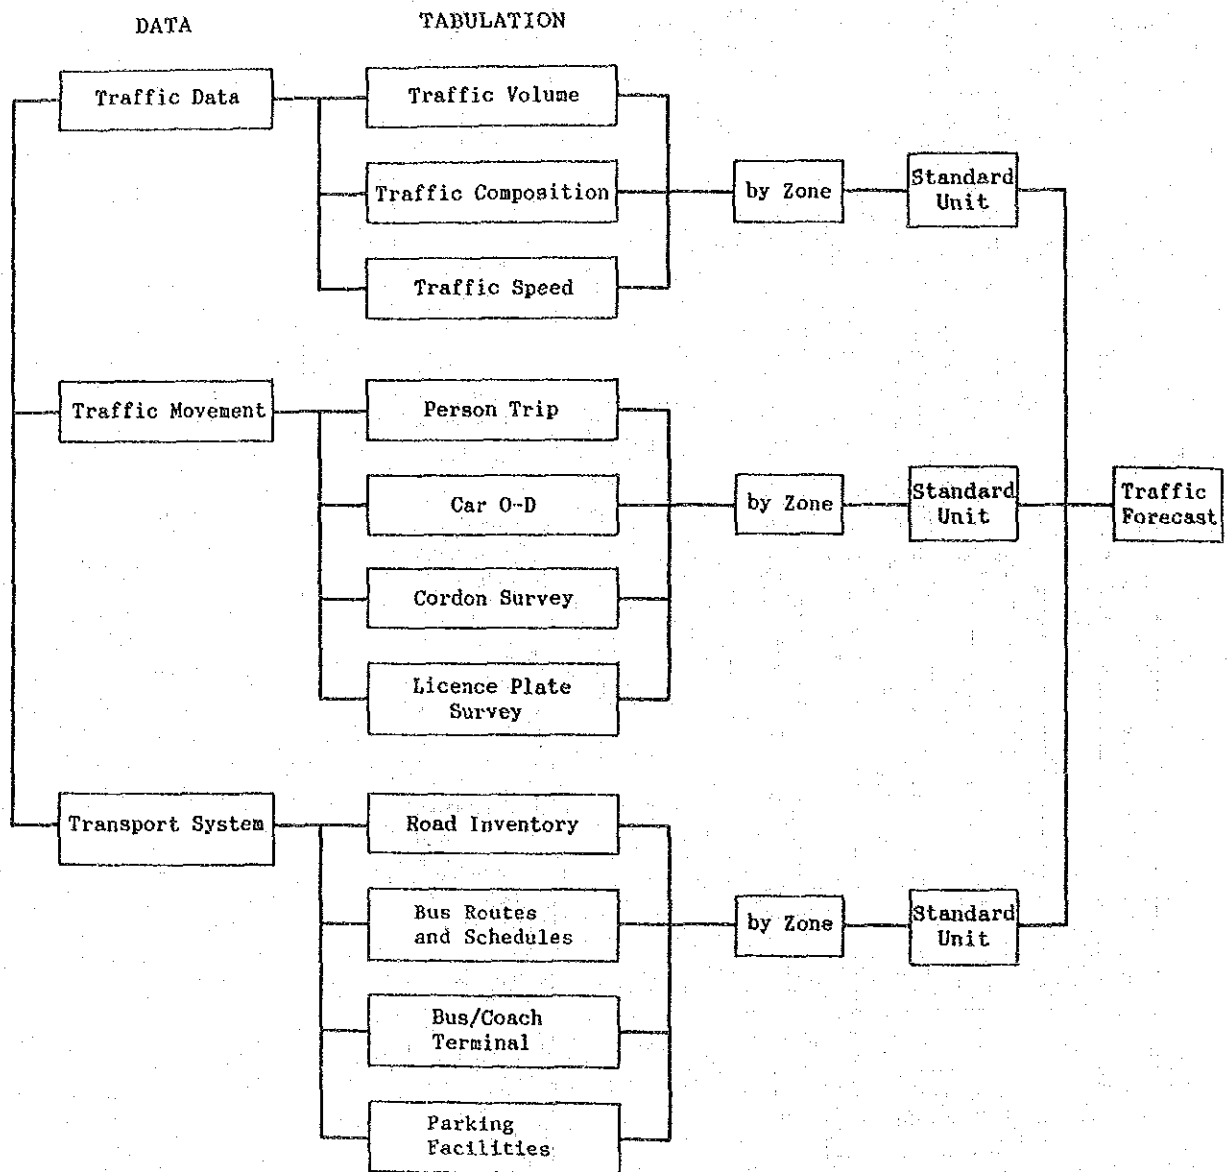 DATA
TABULATION
Traffic Data
Traffic Volume
Traffic Composition
by Zone
Standard
Unit
Traffic Speed
Traffic Movement
Person Trip
Car O-D
by Zone
Standard
Unit
Traffic
Forecast
Cordon Survey
Licence Plate
Survey
Transport System
Road Inventory
Bus Routes
and Schedules
by Zone
Standard
Unit
Bus/Coach
Terminal
Parking
Facilities